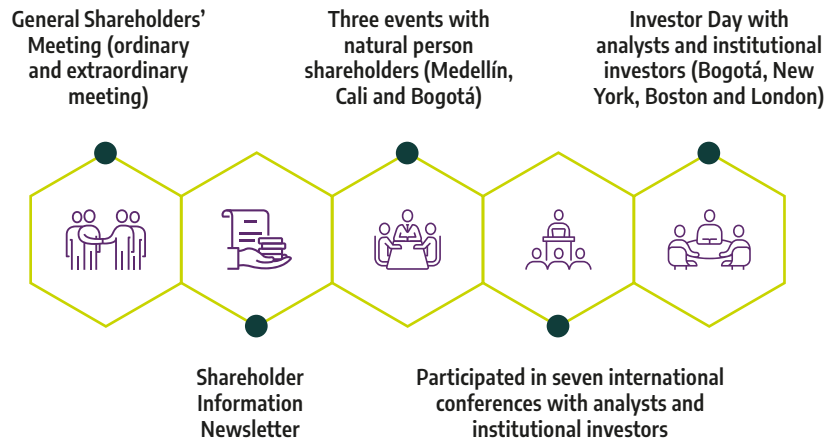 General Shareholders’
Meeting (ordinary
and extraordinary
meeting)
Three events with
natural person
shareholders (Medellín,
Cali and Bogotá)
Investor Day with
analysts and institutional
investors (Bogotá, New
York, Boston and London)
Shareholder
Information
Newsletter
Participated in seven international
conferences with analysts and
institutional investors